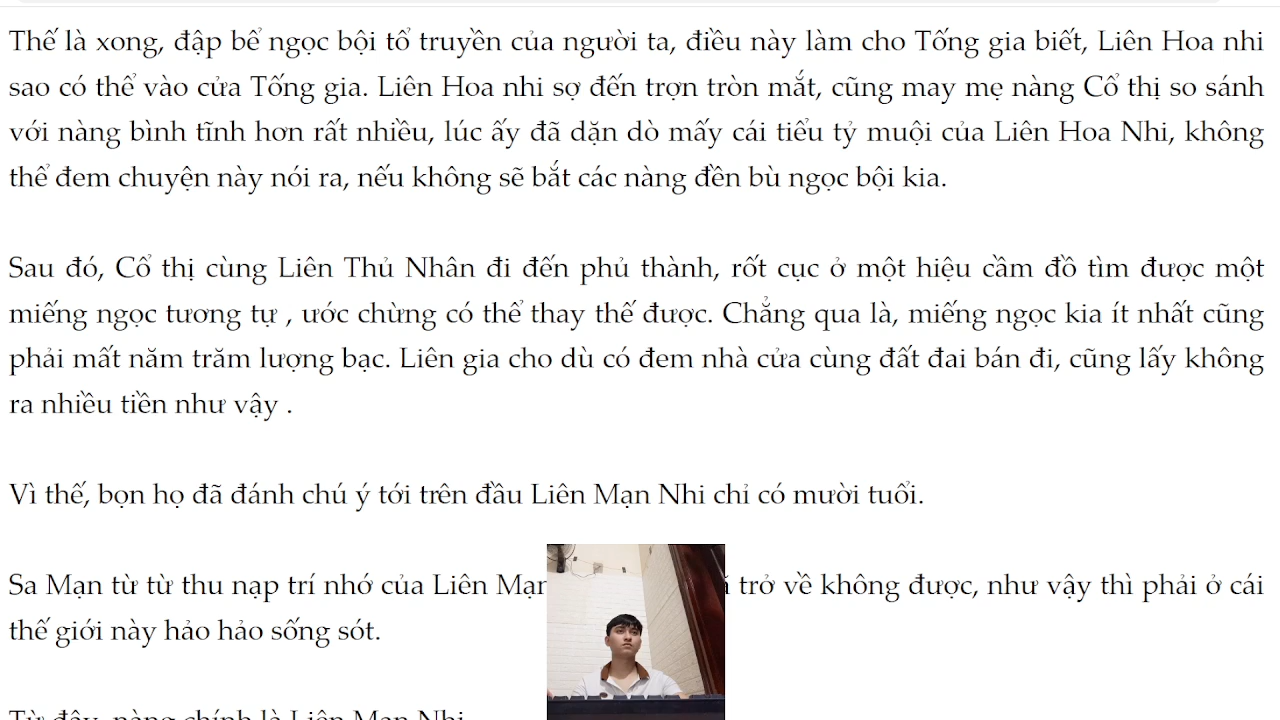 Thế là xong, đập bể ngọc bội tổ truyền của người ta, điều này làm cho Tống gia biết, Liên Hoa nhi
sao có thể vào cửa Tống gia. Liên Hoa nhi sợ đến trợn tròn mắt, cũng may mẹ nàng Cổ thị so sánh
với nàng bình tĩnh hơn rất nhiều, lúc ấy đã dặn dò mấy cái tiểu tỷ muội của Liên Hoa Nhi, không
thể đem chuyện này nói ra, nếu không sẽ bắt các nàng đền bù ngọc bội kia.
Sau đó, Cổ thị cùng Liên Thủ Nhân đi đến phủ thành, rốt cục ở một hiệu cầm đồ tìm được một
miếng ngọc tương tự , ước chừng có thể thay thế được. Chẳng qua là, miếng ngọc kia ít nhất cũng
phải mất năm trăm lượng bạc. Liên gia cho dù có đem nhà cửa cùng đất đai bán đi, cũng lấy không
ra nhiều tiền như vậy .
Vì thế, bọn họ đã đánh chú ý tới trên đầu Liên Mạn Nhi chỉ có mười tuổi.
Sa Mạn từ từ thu nạp trí nhớ của Liên Mạn trở về không được, như vậy thì phải ở cái
thế giới này hảo hảo sống sót.
Từ đây, nàng chính là Liên Mạn Nhi